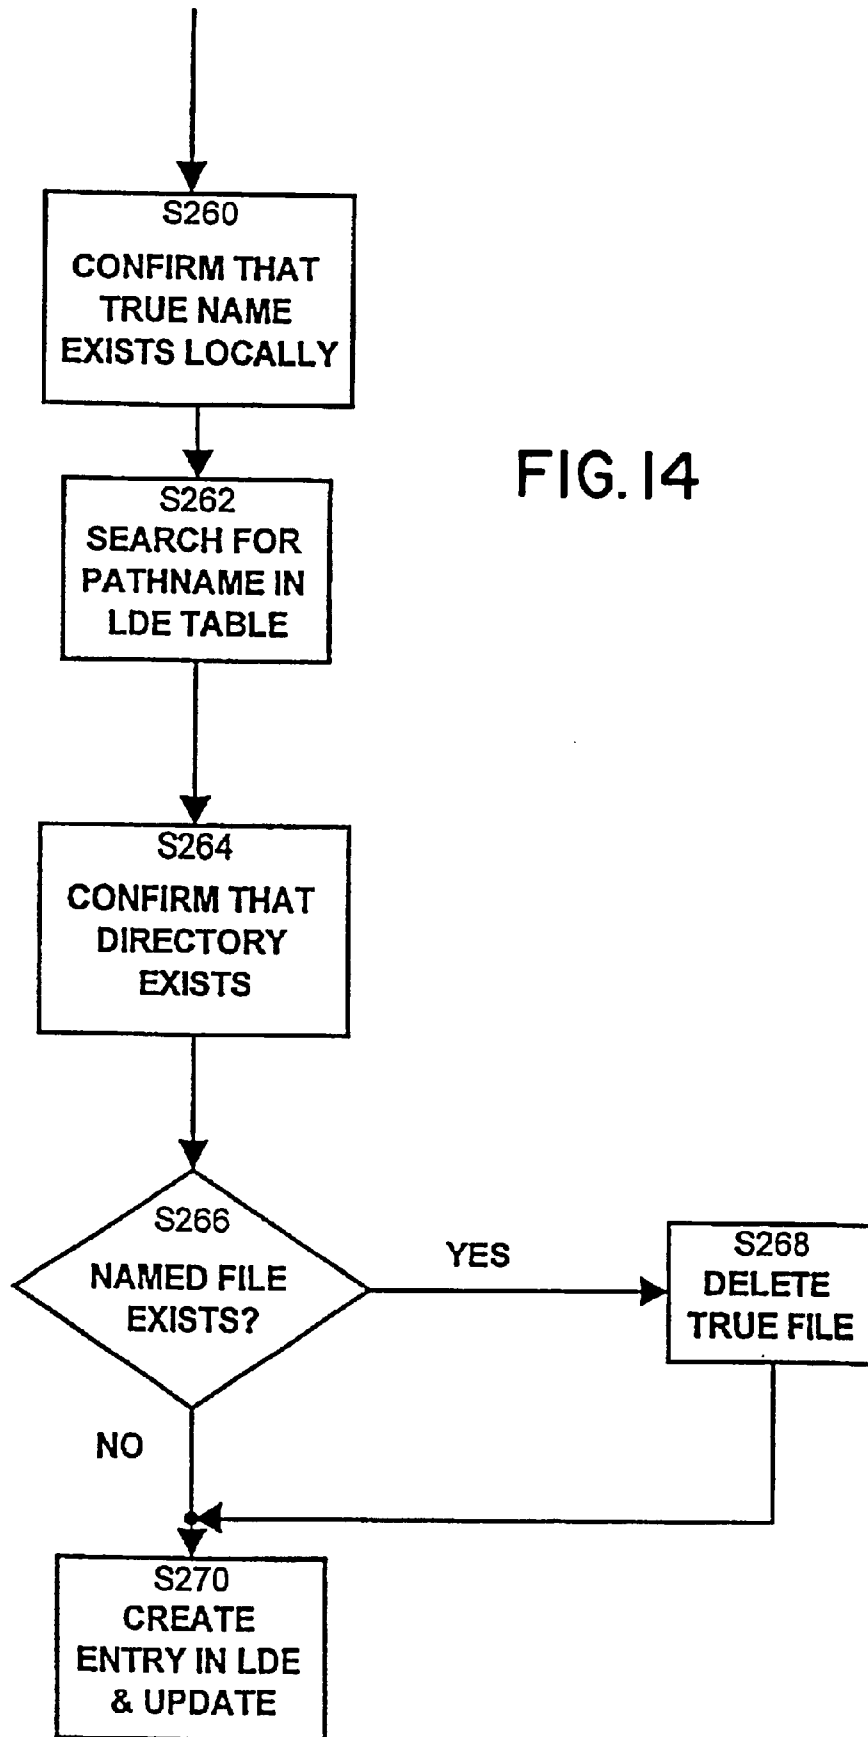 S260
CONFIRM THAT
TRUE NAME
EXISTS LOCALLY
FIG. 14
S262
SEARCH FOR
PATHNAME IN
LDE TABLE
S264
CONFIRM THAT
DIRECTORY
EXISTS
S266
NAMED FILE
EXISTS?
YES
S268
DELETE
TRUE FILE
NO
S270
CREATE
ENTRY IN LDE
& UPDATE